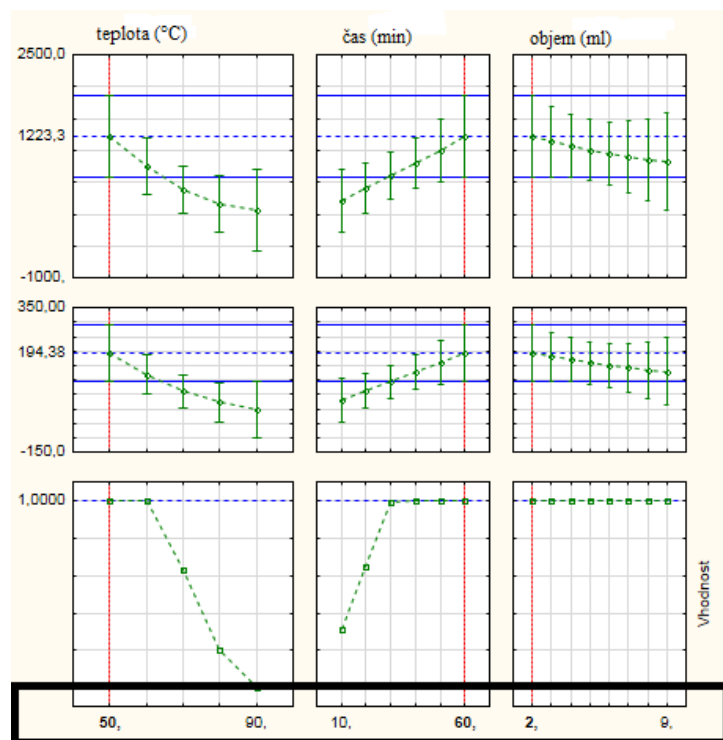 teplota (°C) čas (min) objem (ml)
2500,0
1223,3
-1000,
350,00
194,38
-150,0
1,0000
Vhodnost
50, 90, 10, 60, 2, 9,